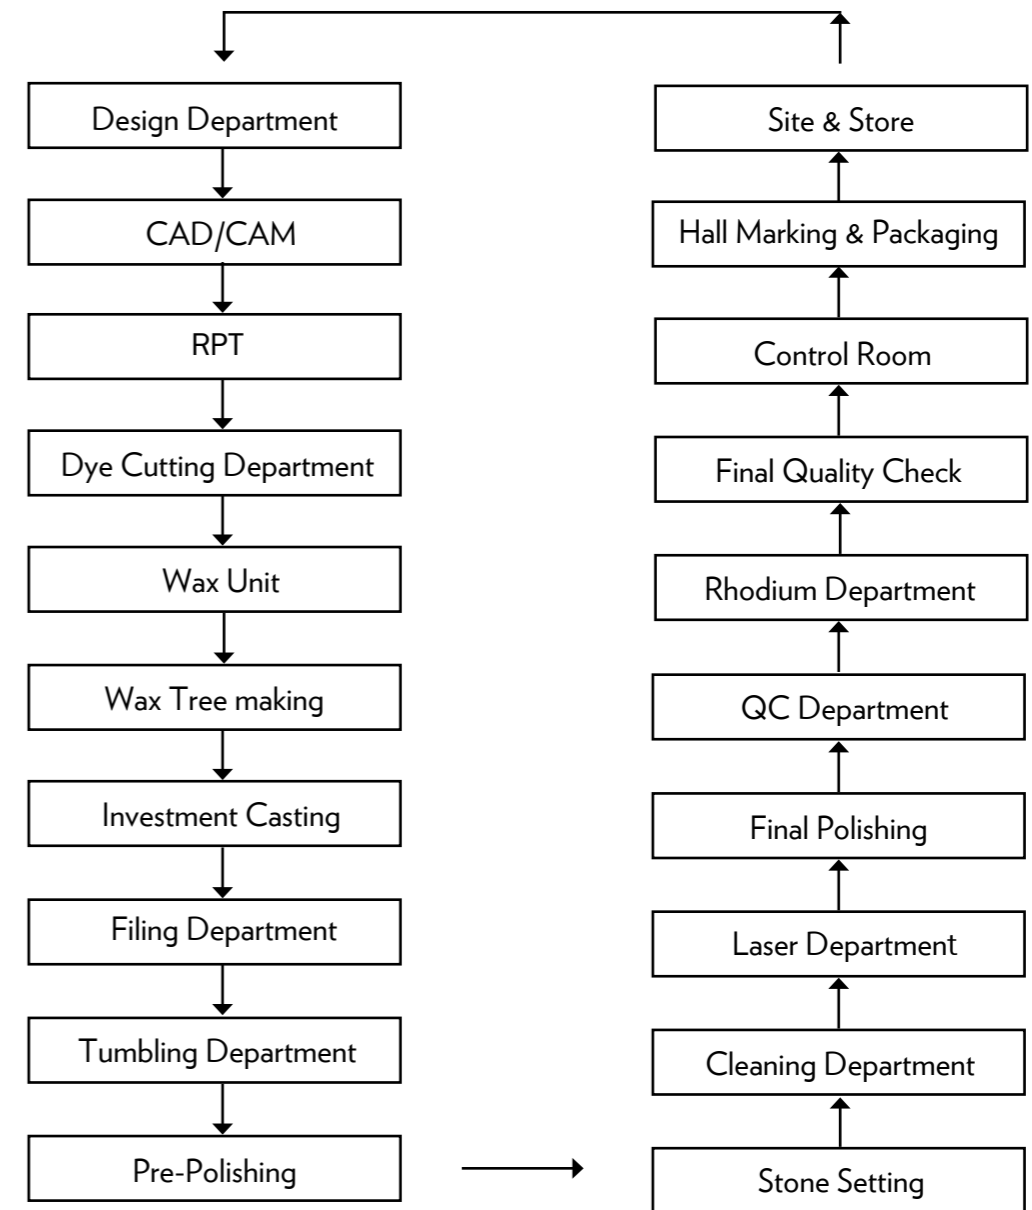 Design Department
CAD/CAM
RPT
Dye Cutting Department
Wax Unit
Wax Tree making
Investment Casting
Filing Department
Tumbling Department
Pre-Polishing
Stone Setting
Cleaning Department
Laser Department
Final Polishing
QC Department
Rhodium Department
Final Quality Check
Control Room
Hall Marking & Packaging
Site & Store